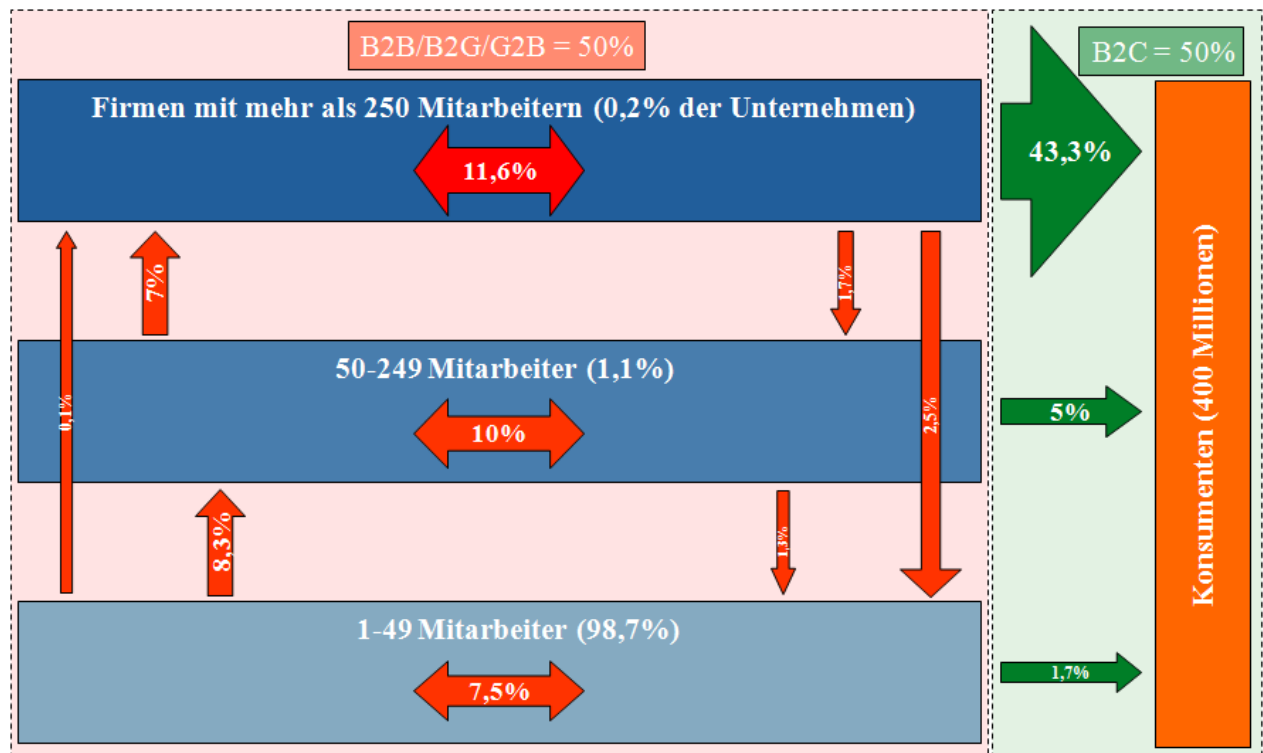 B2B/B2G/G2B = 50%
B2C = 50%
Firmen mit mehr als 250 Mitarbeitern (0,2% der Unternehmen)
11,6%
43,3%
7%
1,7%
50-249 Mitarbeiter (1,1%)
0,1%
10%
2,5%
5%
Konsumenten (400 Millionen)
8,3%
1,3%
1-49 Mitarbeiter (98,7%)
7,5%
1,7%